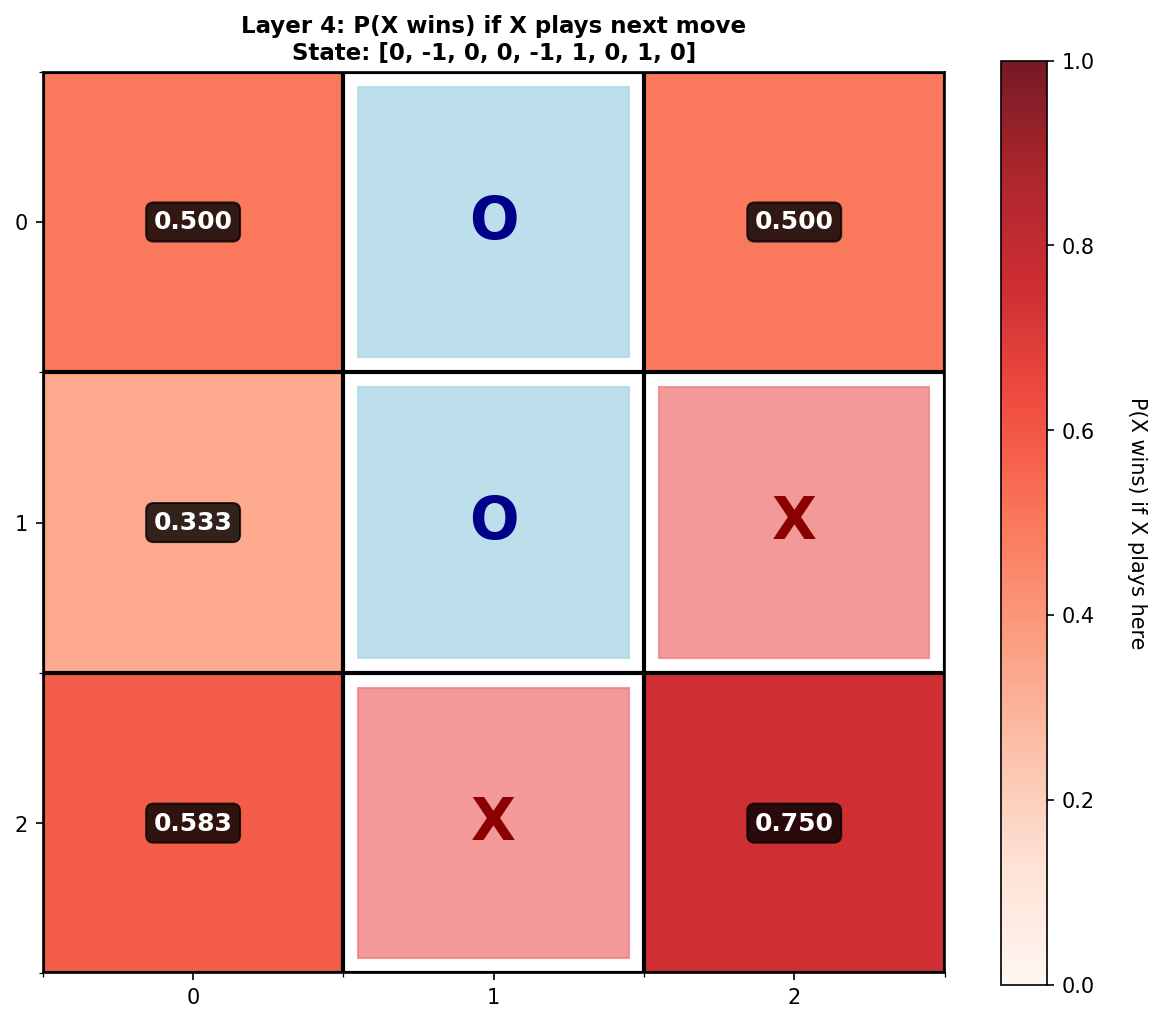 Layer 4: P(X wins) if X plays next move
State: [0, -1, 0, 0, -1, 1, 0, 1, 0]
0.500 O 0.500
0
0.333 O X
1
0.583 X 0.750
2
0 1 2
1.0
0.8
0.6
0.4
0.2
0.0
P(X wins) if X plays here